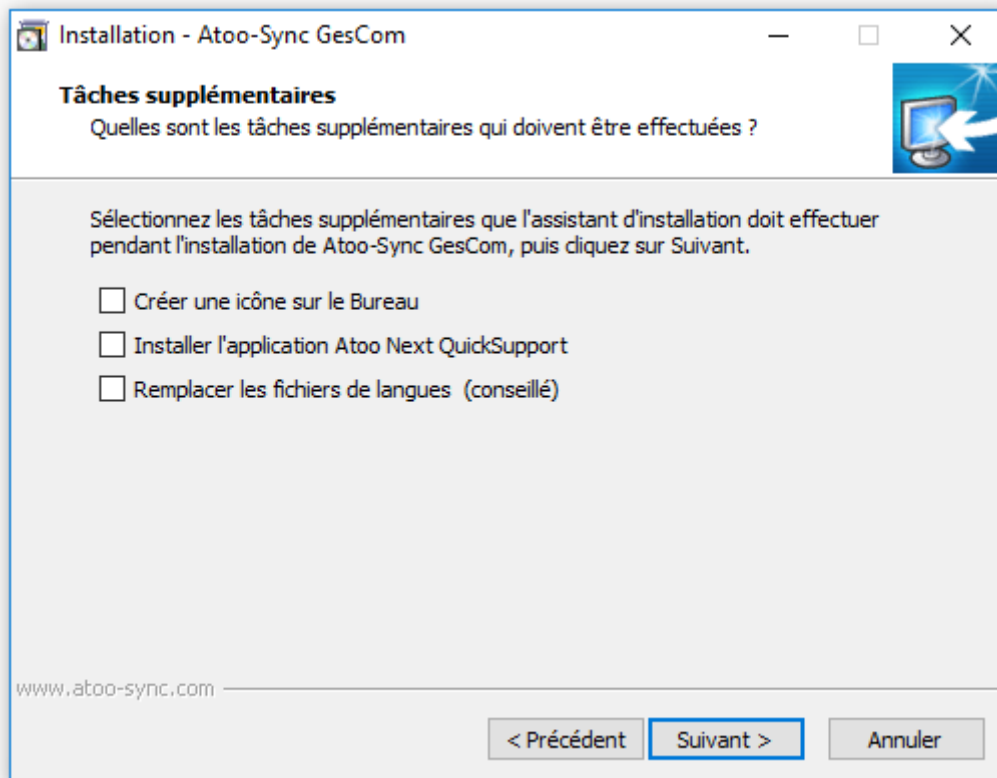 Installation - Atoo-Sync GesCom
Tâches supplémentaires
Quelles sont les tâches supplémentaires qui doivent être effectuées ?
Sélectionnez les tâches supplémentaires que l'assistant d'installation doit effectuer
pendant l'installation de Atoo-Sync GesCom, puis cliquez sur Suivant.
Créer une icône sur le Bureau
Installer l'application Atoo Next QuickSupport
Remplacer les fichiers de langues (conseillé)
www.atoo-sync.com
< Précédent
Suivant >
Annuler